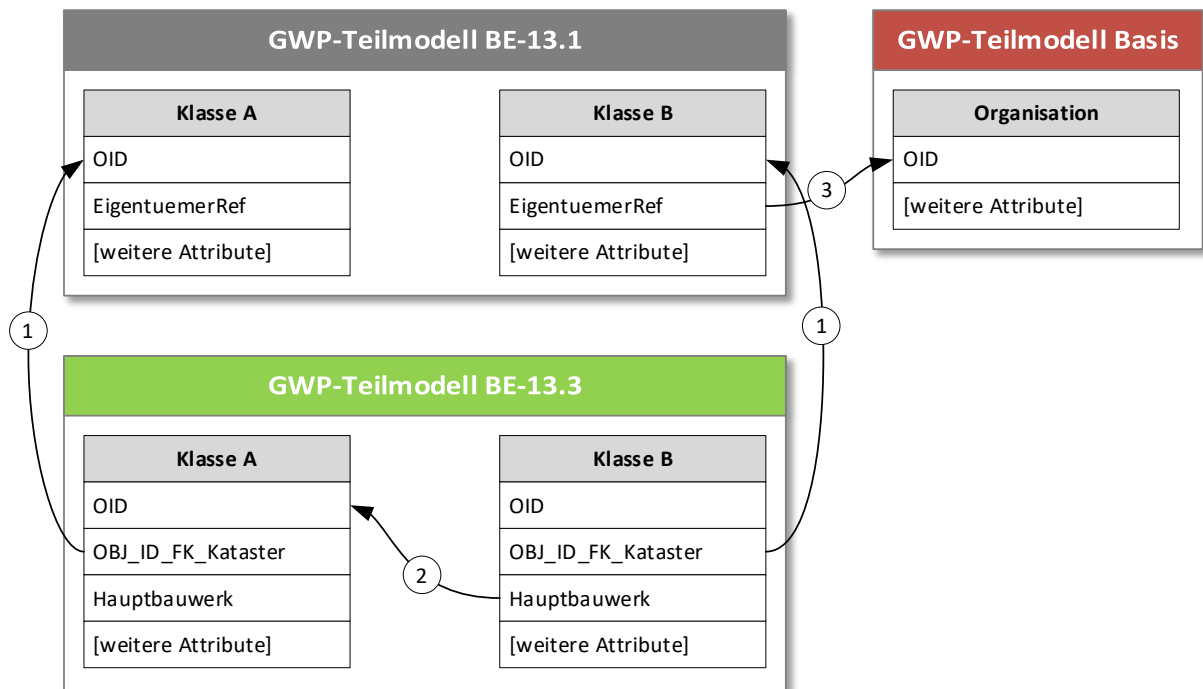 GWP-Teilmodell BE-13.1
Klasse A
OID
EigentuemerRef
[weitere Attribute]
Klasse B
OID
EigentuemerRef
[weitere Attribute]
GWP-Teilmodell Basis
Organisation
OID
[weitere Attribute]
3
1
1
GWP-Teilmodell BE-13.3
Klasse A
OID
OBJ_ID_FK_Kataster
Hauptbauwerk
[weitere Attribute]
2
Klasse B
OID
OBJ_ID_FK_Kataster
Hauptbauwerk
[weitere Attribute]